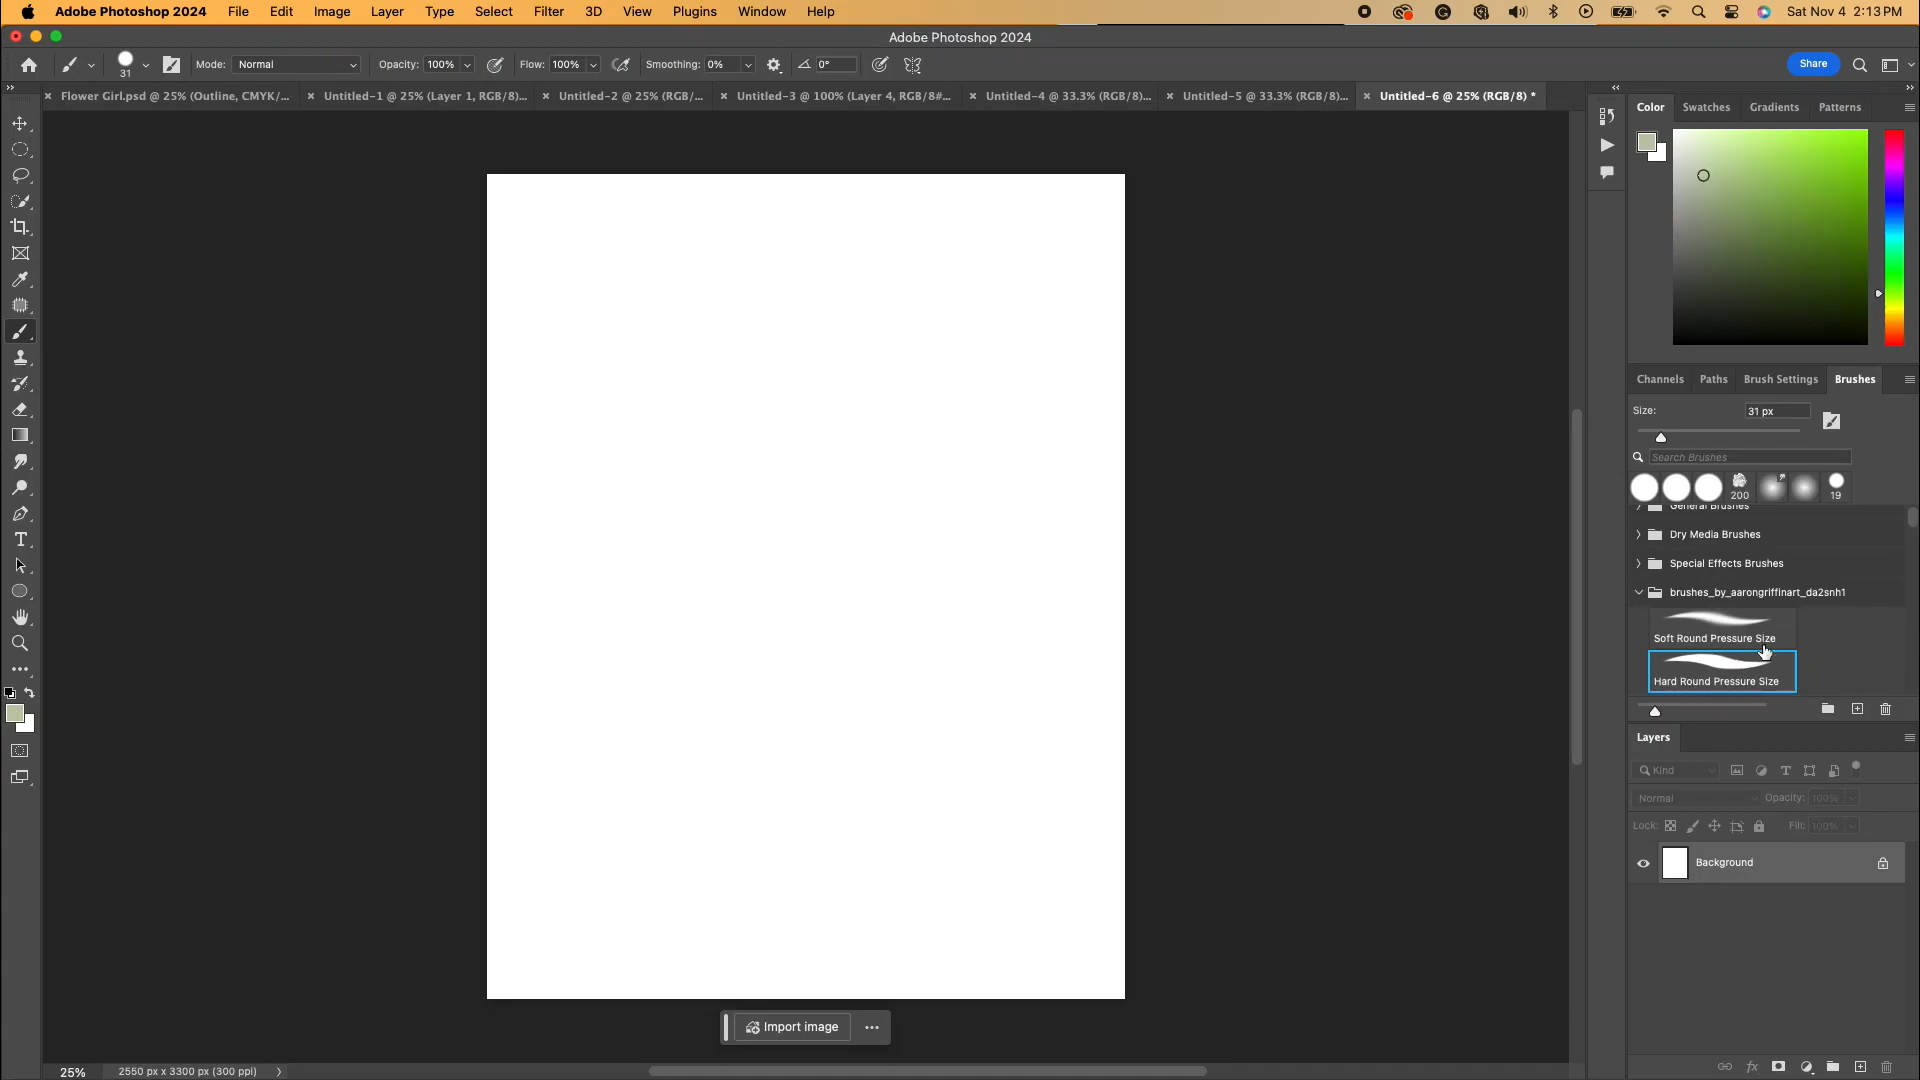 Adobe Photoshop 2024 File Edit Image Layer Type Select Filter 3D View Plugins Window Help Sat Nov 4 2:13 PM
Adobe Photoshop 2024
31 Mode: Normal Opacity: 100% Flow: 100% Smoothing: 0% 0° Share
Flower Girl.psd @ 25% (Outline, CMYK/... Untitled-1 @ 25% (Layer 1, RGB/8)... Untitled-2 @ 25% (RGB/... Untitled-3 @ 100% (Layer 4, RGB/8#... Untitled-4 @ 33.3% (RGB/8)... Untitled-5 @ 33.3% (RGB/8)... Untitled-6 @ 25% (RGB/8) *
Color Swatches Gradients Patterns
Channels Paths Brush Settings Brushes
Size: 31 px
Search Brushes
200 19
General Brushes
Dry Media Brushes
Special Effects Brushes
brushes_by_aarongriffinart_da2snh1
Soft Round Pressure Size
Hard Round Pressure Size
Layers
Kind
Normal Opacity: 100%
Lock: Fill: 100%
Background
Import image
25% 2550 px x 3300 px (300 ppi)
fx